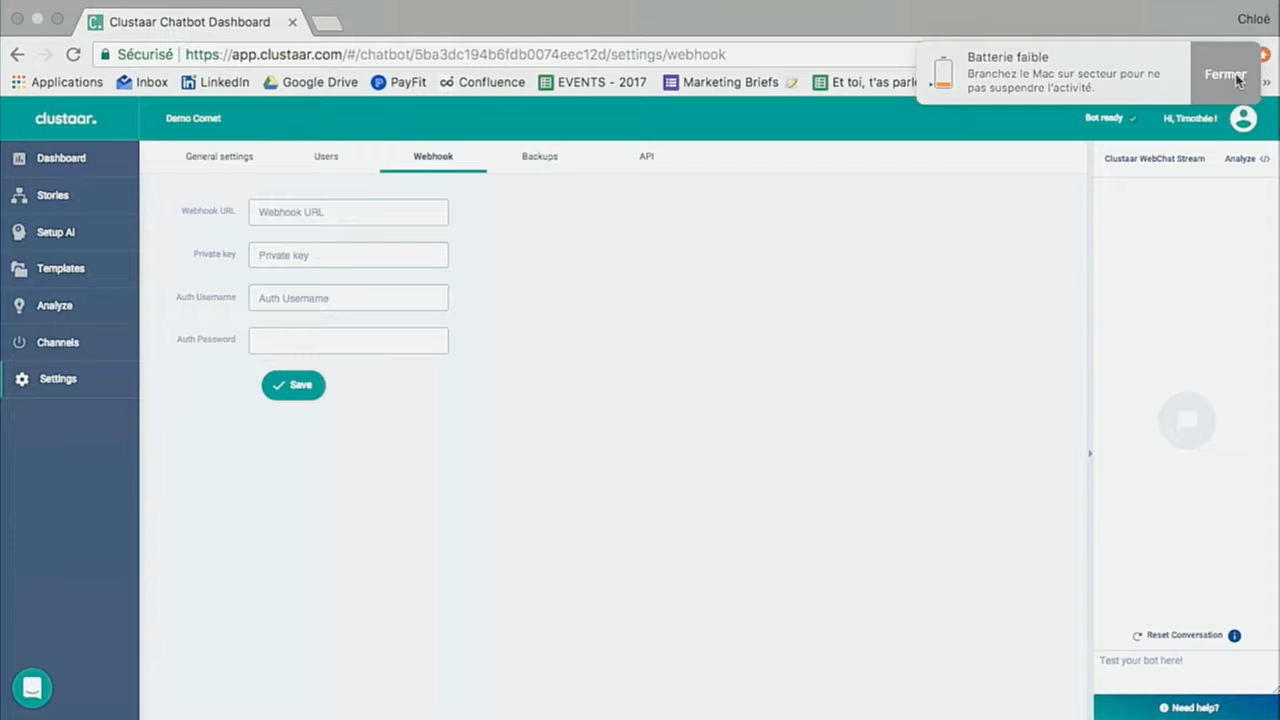 Clustaar Chatbot Dashboard
Chloé
Sécurisé https://app.clustaar.com/#/chatbot/5ba3dc194b6fdb0074eec12d/settings/webhook
Batterie faible
Branchez le Mac sur secteur pour ne
pas suspendre l'activité.
Fermer
Applications Inbox LinkedIn Google Drive PayFit Confluence EVENTS - 2017 Marketing Briefs Et toi, t'as parlé
clustaar.
Demo Comet
Bot ready
Hi, Timothée !
Dashboard
Stories
Setup AI
Templates
Analyze
Channels
Settings
General settings Users Webhook Backups API
Webhook URL Webhook URL
Private key Private key
Auth Username Auth Username
Auth Password
Save
Clustaar WebChat Stream Analyze </>
Reset Conversation
Test your bot here!
Need help?